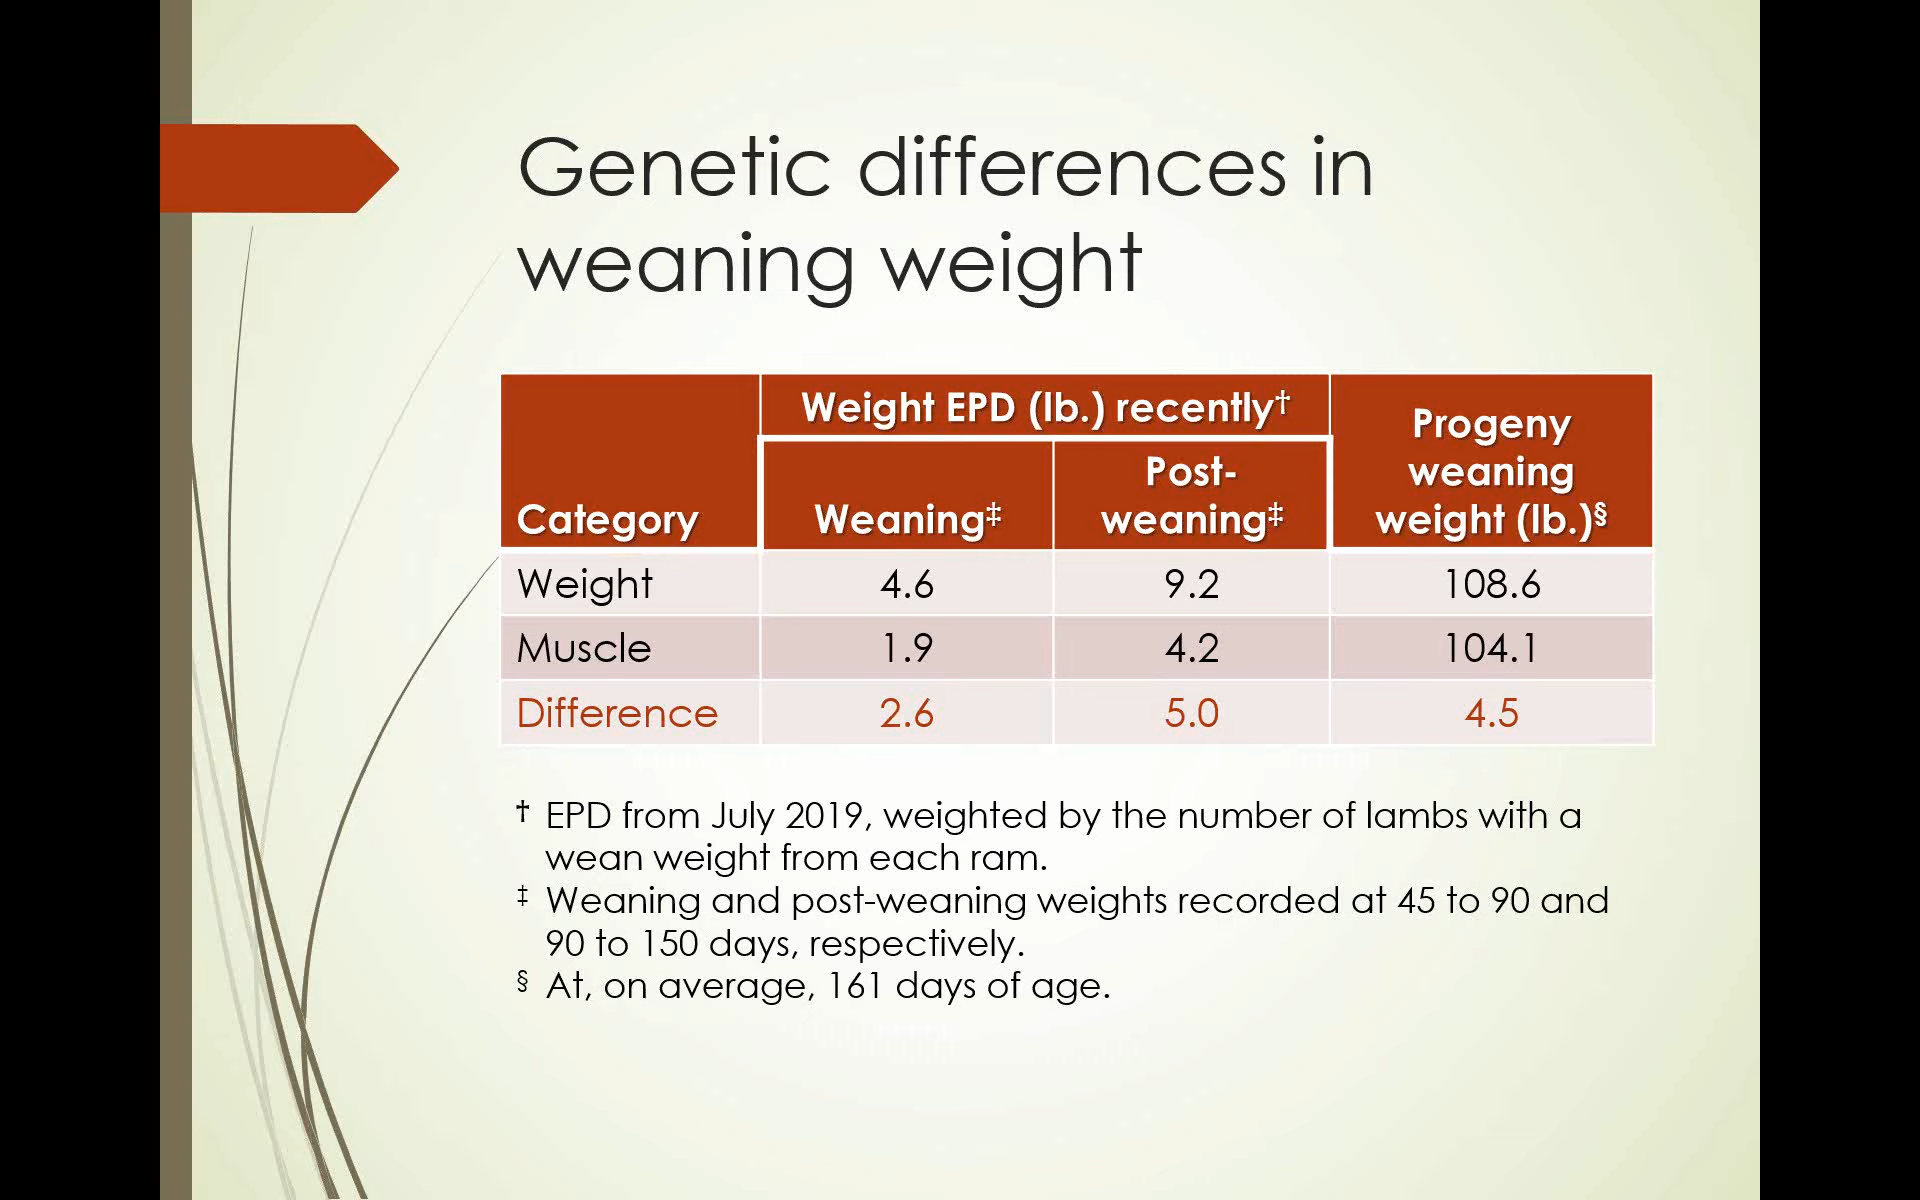 Genetic differences in
weaning weight
Weight EPD (lb.) recently†
Progeny
weaning
weight (lb.)§
Category
Weaning‡
Post-
weaning‡
Weight 4.6 9.2 108.6
Muscle 1.9 4.2 104.1
Difference 2.6 5.0 4.5
† EPD from July 2019, weighted by the number of lambs with a
wean weight from each ram.
‡ Weaning and post-weaning weights recorded at 45 to 90 and
90 to 150 days, respectively.
§ At, on average, 161 days of age.